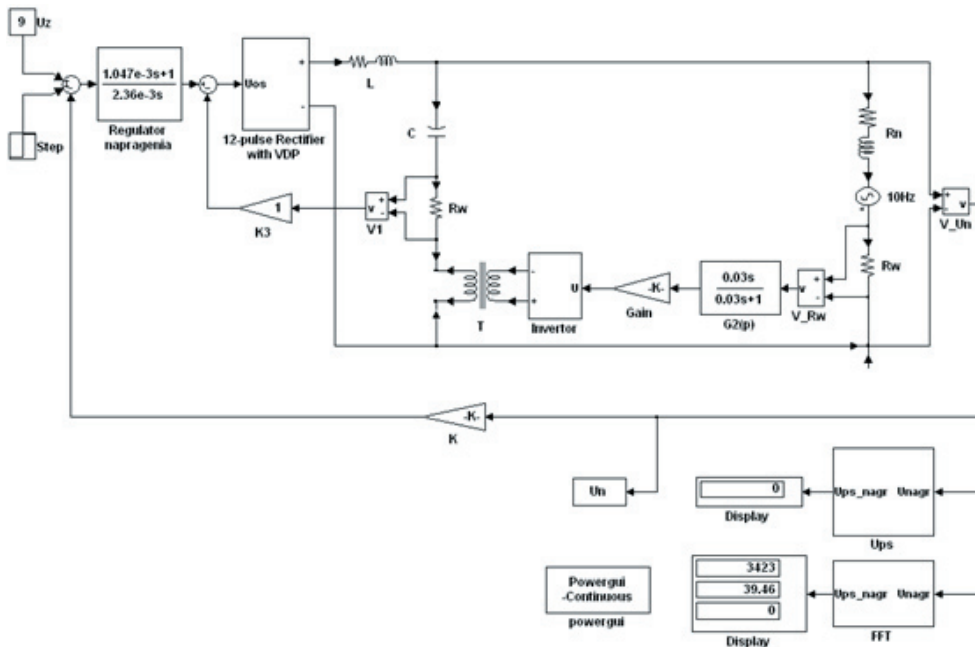 9
Uz
Step
1.047e-3s+1
2.36e-3s
Regulator
napragenia
Uos
+
-
12-pulse Rectifier
with VDP
L
C
Rw
+
v
-
V1
1
K3
T
-
+
U
Invertor
-K-
Gain
0.03s
0.03s+1
G2(p)
+
v
-
V_Rw
Rn
10Hz
Rw
+
v
-
V_Un
-K-
K
Un
0
Display
Ups_nagr
Unagr
Ups
Powergui
-Continuous
powergui
3423
39.46
0
Display
Ups_nagr
Unagr
FFT